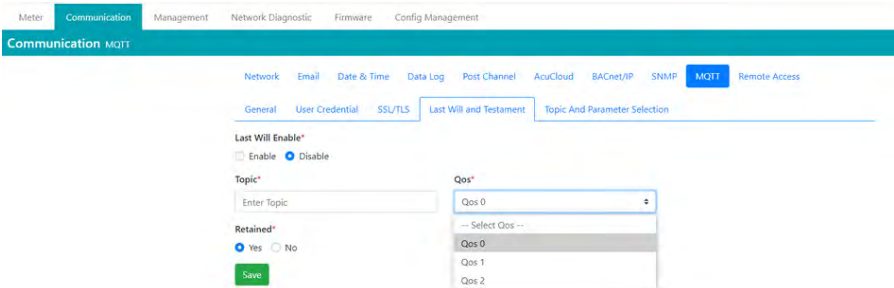 Meter Communication Management Network Diagnostic Firmware Config Management
Communication MQTT
Network Email Date & Time Data Log Post Channel AcuCloud BACnet/IP SNMP MQTT Remote Access
General User Credential SSL/TLS Last Will and Testament Topic And Parameter Selection
Last Will Enable*
Enable Disable
Topic* Qos*
Enter Topic Qos 0
-- Select Qos --
Retained*
Qos 0
Yes No
Qos 1
Save
Qos 2